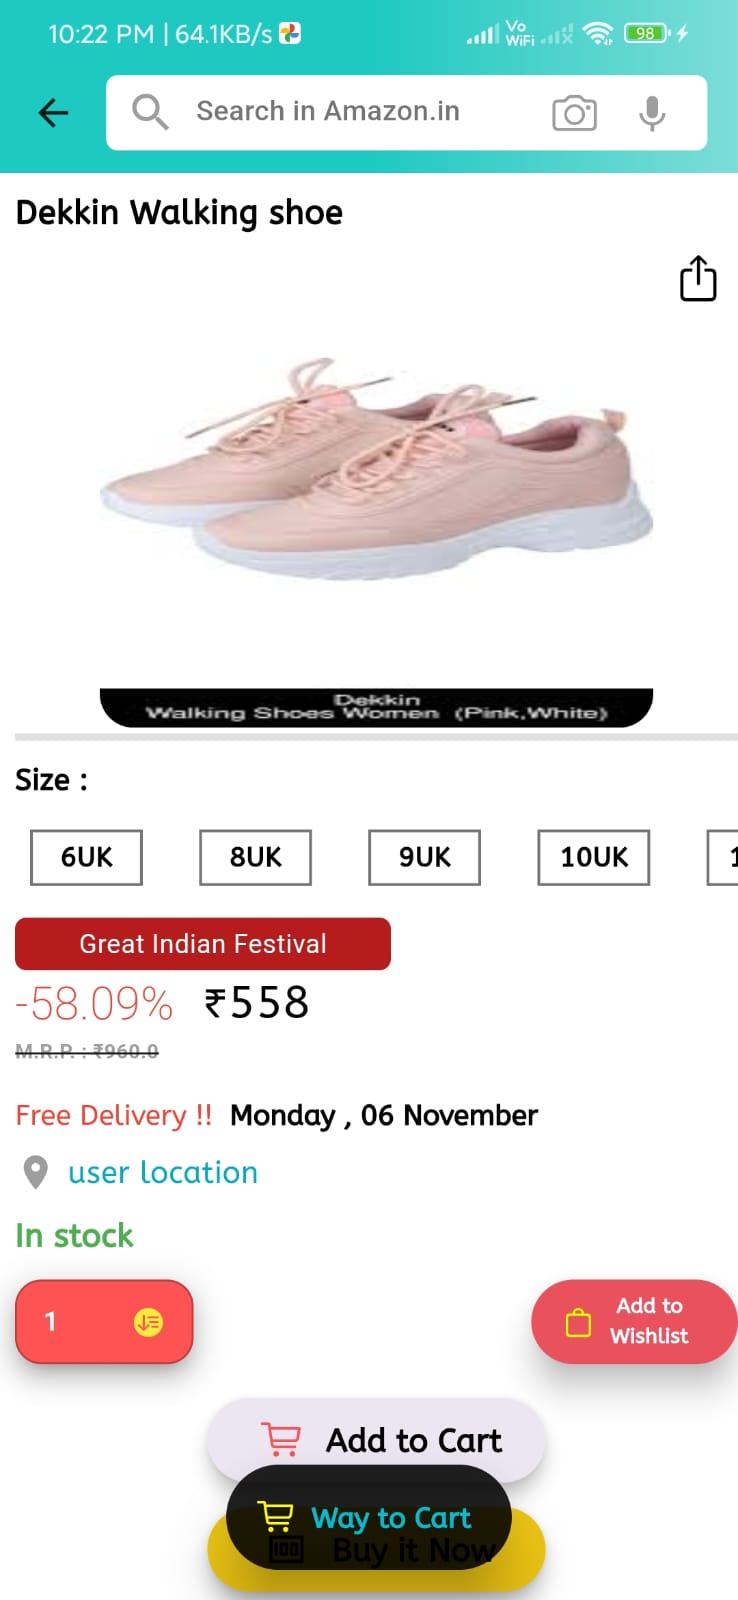 10:22 PM | 64.1KB/s
Vo
WiFi
98
Search in Amazon.in
Dekkin Walking shoe
Dekkin
Walking Shoes Women (Pink,White)
Size :
6UK 8UK 9UK 10UK 1
Great Indian Festival
-58.09% ₹558
M.R.P. : ₹960.0
Free Delivery !! Monday , 06 November
user location
In stock
1
Add to
Wishlist
Add to Cart
Way to Cart
Buy it Now